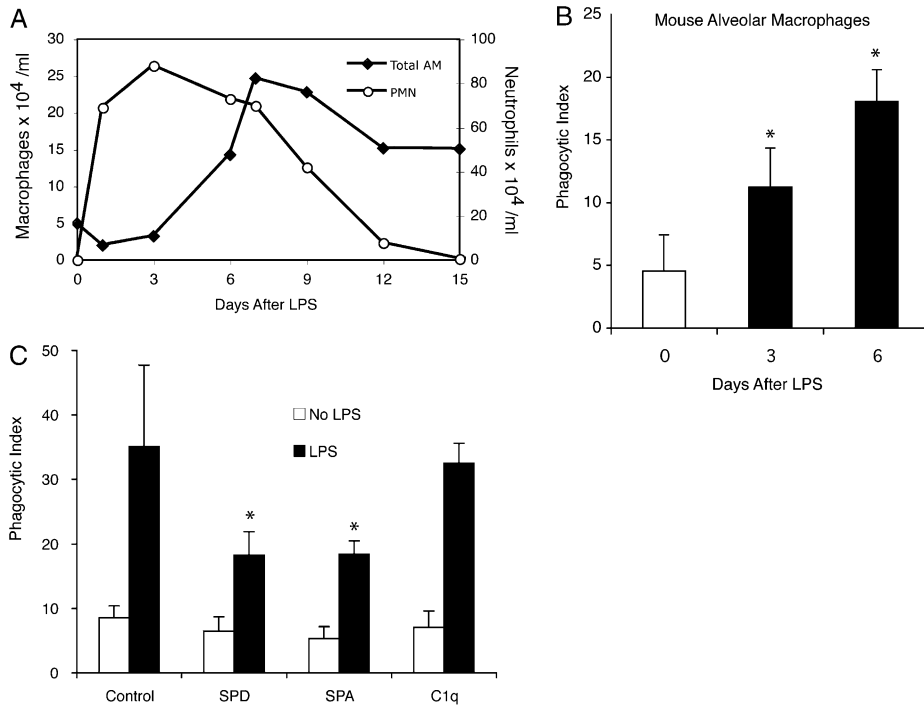 A
Macrophages x 10⁴ /ml
30
25
20
15
10
5
0
100
80
60
40
20
0
Neutrophils x 10⁴ /ml
Total AM
PMN
0 3 6 9 12 15
Days After LPS
B
Mouse Alveolar Macrophages
Phagocytic Index
25
20
15
10
5
0
*
*
0 3 6
Days After LPS
C
Phagocytic Index
50
40
30
20
10
0
No LPS
LPS
*
*
Control SPD SPA C1q